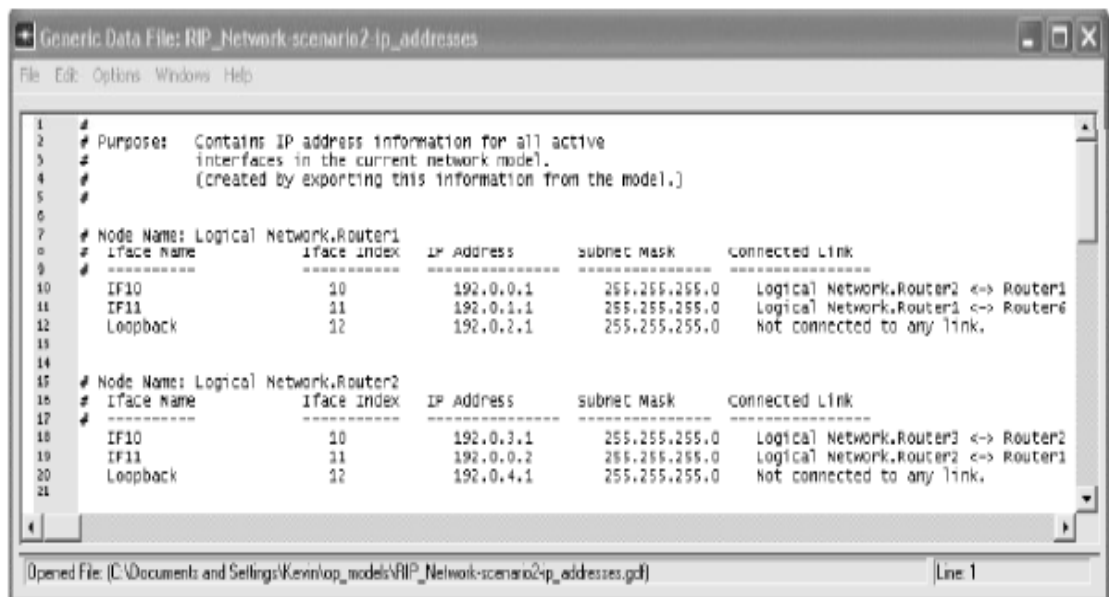 Generic Data File: RIP_Network-scenario2-ip_addresses
File Edit Options Windows Help
1 #
2 # Purpose: Contains IP address information for all active
3 # interfaces in the current network model.
4 # (created by exporting this information from the model.)
5 #
6
7 # Node Name: Logical Network.Router1
8 # Iface Name Iface Index IP Address Subnet Mask Connected Link
9 # ---------- ----------- ---------------- --------------- ----------------
10 IF10 10 192.0.0.1 255.255.255.0 Logical Network.Router2 <-> Router1
11 IF11 11 192.0.1.1 255.255.255.0 Logical Network.Router1 <-> Router6
12 Loopback 12 192.0.2.1 255.255.255.0 Not connected to any link.
13
14
15 # Node Name: Logical Network.Router2
16 # Iface Name Iface Index IP Address Subnet Mask Connected Link
17 # ---------- ----------- ---------------- --------------- ----------------
18 IF10 10 192.0.3.1 255.255.255.0 Logical Network.Router3 <-> Router2
19 IF11 11 192.0.0.2 255.255.255.0 Logical Network.Router2 <-> Router1
20 Loopback 12 192.0.4.1 255.255.255.0 Not connected to any link.
21
Opened File: (C:\Documents and Settings\Kevin\op_models\RIP_Network-scenario2-ip_addresses.gdf) Line: 1